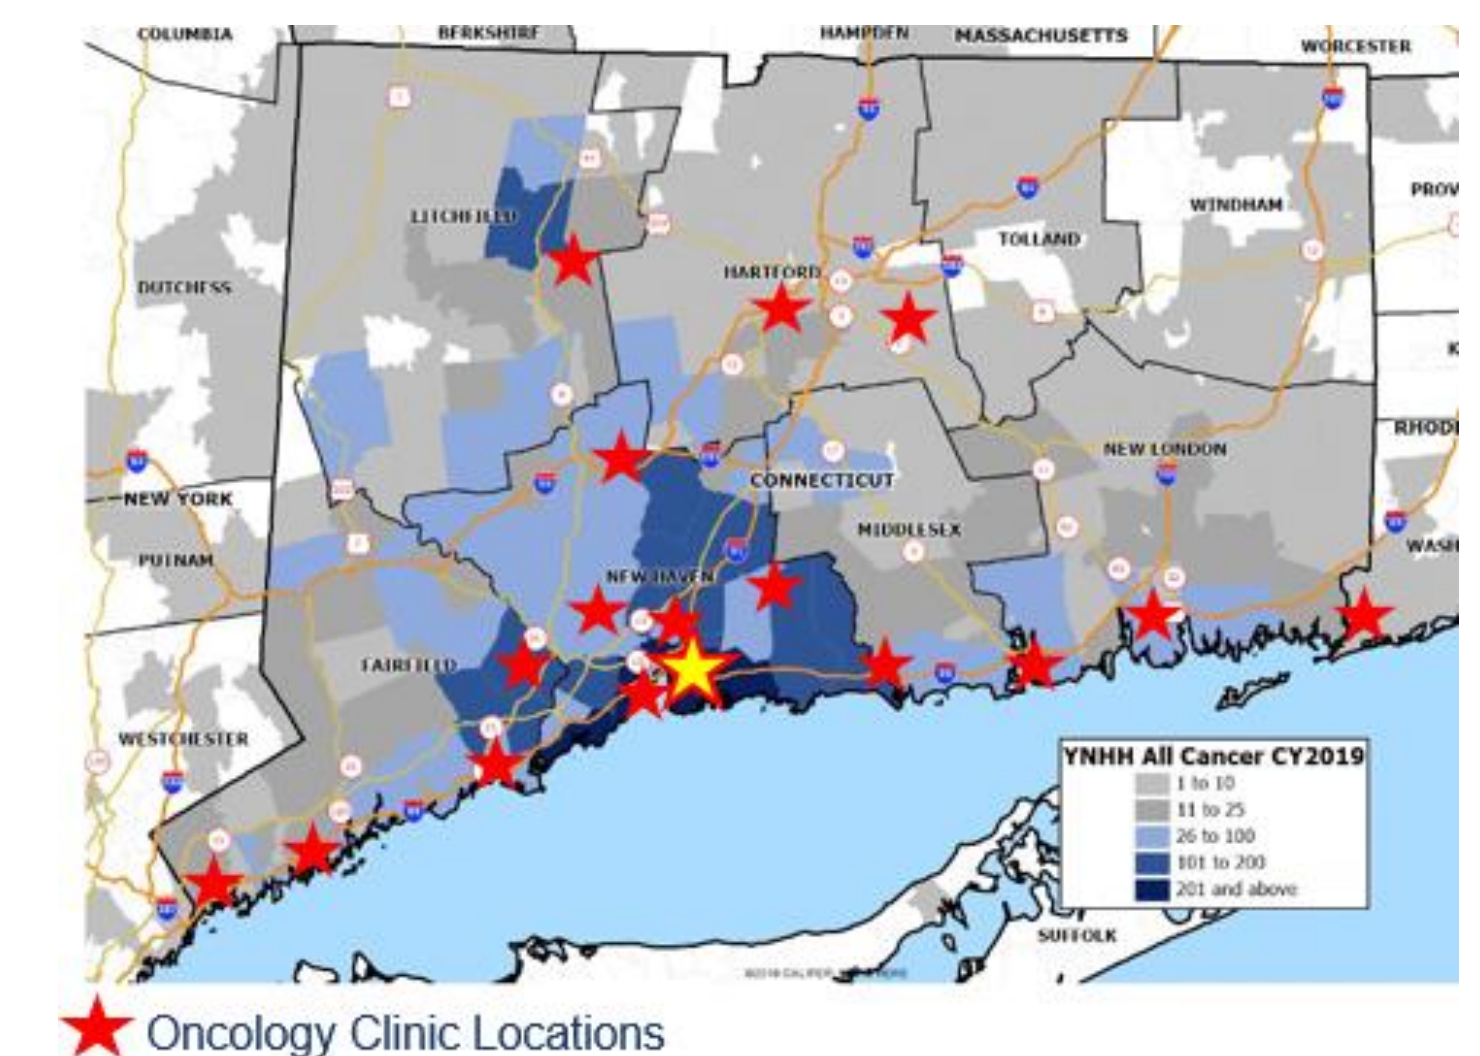 COLUMBIA
BERKSHIRE
HAMPDEN
MASSACHUSETTS
WORCESTER
LITCHFIELD
WINDHAM
PROV
TOLLAND
HARTFORD
DUTCHESS
K
RHODE
NEW LONDON
CONNECTICUT
NEW YORK
MIDDLESEX
PUTNAM
WASH
NEW HAVEN
FAIRFIELD
WESTCHESTER
YNHH All Cancer CY2019
1 to 10
11 to 25
26 to 100
101 to 200
201 and above
SUFFOLK
Oncology Clinic Locations